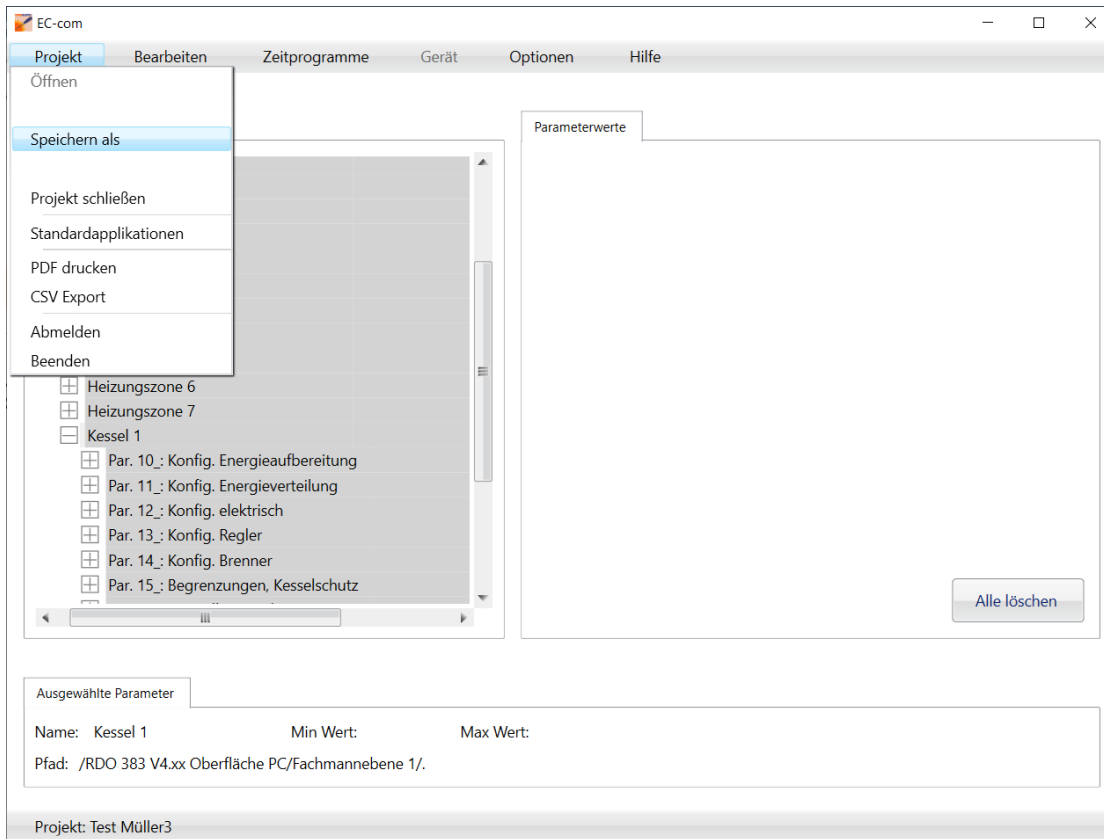 EC-com
Projekt Bearbeiten Zeitprogramme Gerät Optionen Hilfe
Öffnen
Speichern als
Projekt schließen
Standardapplikationen
PDF drucken
CSV Export
Abmelden
Beenden
Parameterwerte
Heizungszone 6
Heizungszone 7
Kessel 1
Par. 10_: Konfig. Energieaufbereitung
Par. 11_: Konfig. Energieverteilung
Par. 12_: Konfig. elektrisch
Par. 13_: Konfig. Regler
Par. 14_: Konfig. Brenner
Par. 15_: Begrenzungen, Kesselschutz
Alle löschen
Ausgewählte Parameter
Name: Kessel 1 Min Wert: Max Wert:
Pfad: /RDO 383 V4.xx Oberfläche PC/Fachmannebene 1/.
Projekt: Test Müller3